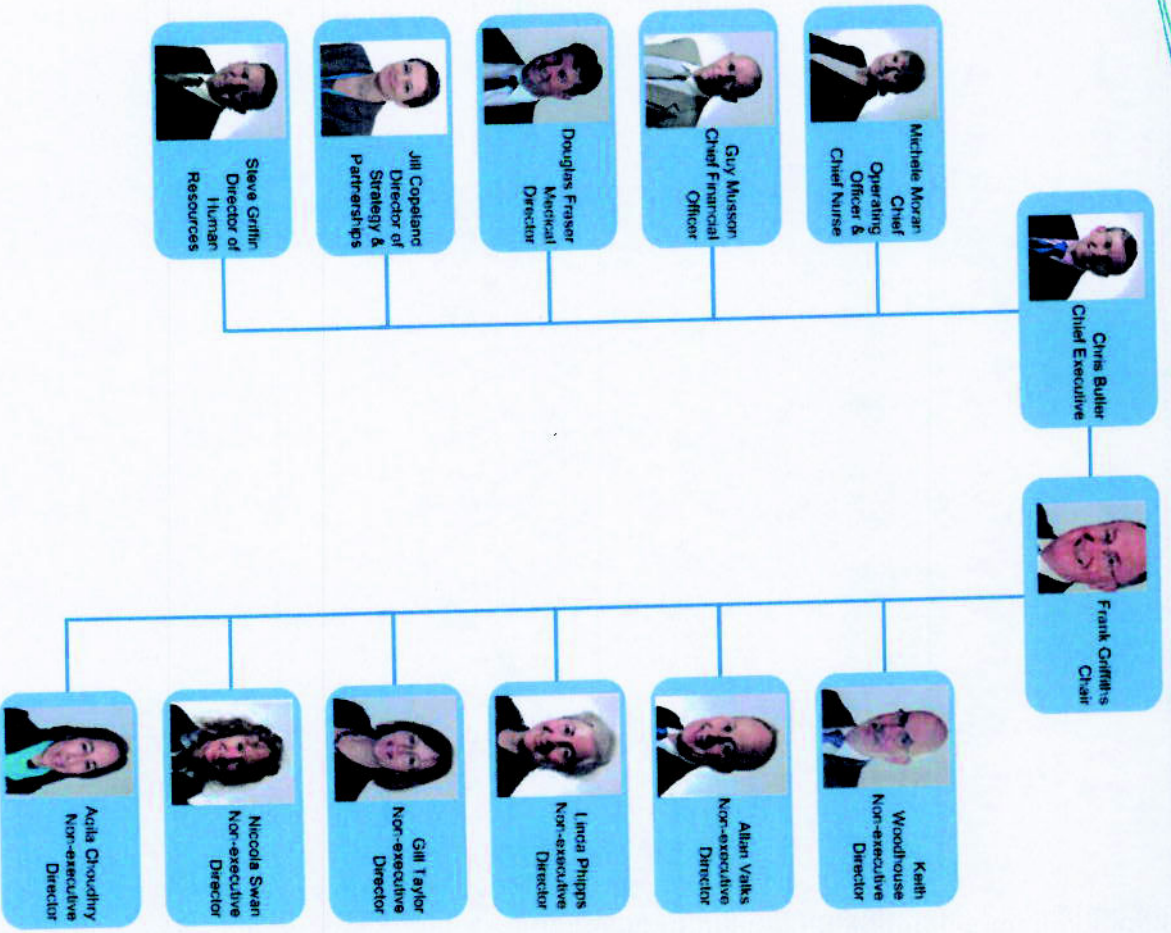 Frank Griffiths
Chair
Chris Butler
Chief Executive
Keith
Woodhouse
Non-executive
Director
Allan Valks
Non-executive
Director
Linda Phipps
Non-executive
Director
Gill Taylor
Non-executive
Director
Niccola Swan
Non-executive
Director
Aqila Choudhry
Non-executive
Director
Michele Moran
Chief
Operating
Officer &
Chief Nurse
Guy Musson
Chief Financial
Officer
Douglas Fraser
Medical
Director
Jill Copeland
Director of
Strategy &
Partnerships
Steve Griffin
Director of
Human
Resources